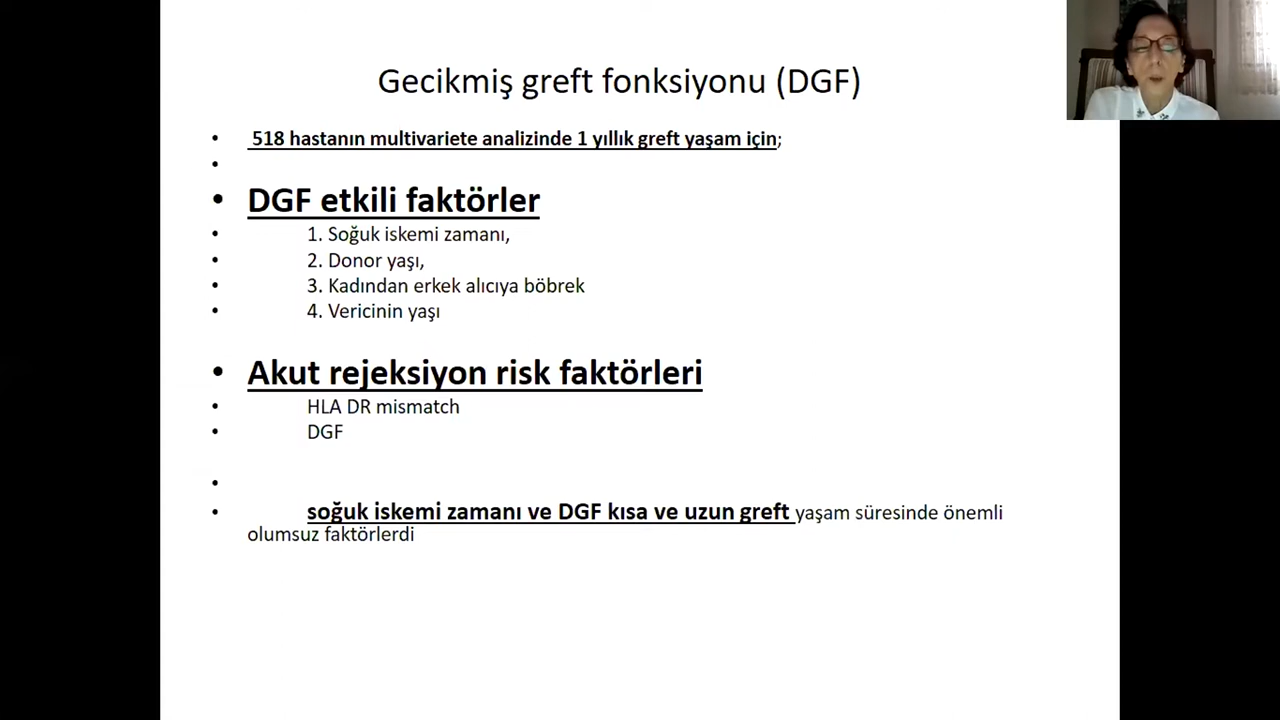 Gecikmiş greft fonksiyonu (DGF)
• 518 hastanın multivariete analizinde 1 yıllık greft yaşam için;
•
• DGF etkili faktörler
• 1. Soğuk iskemi zamanı,
• 2. Donor yaşı,
• 3. Kadından erkek alıcıya böbrek
• 4. Vericinin yaşı
• Akut rejeksiyon risk faktörleri
• HLA DR mismatch
• DGF
•
• soğuk iskemi zamanı ve DGF kısa ve uzun greft yaşam süresinde önemli
olumsuz faktörlerdi